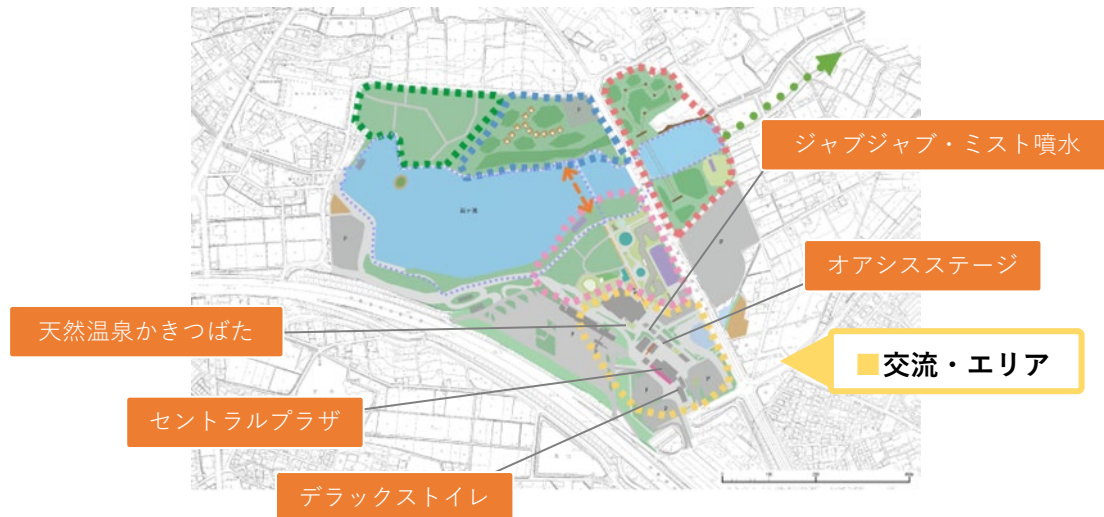 ジャブジャブ・ミスト噴水
オアシスステージ
天然温泉かきつばた
■交流・エリア
セントラルプラザ
デラックストイレ
P
P
P
P